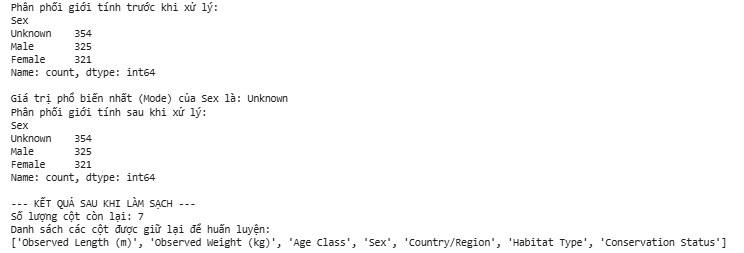 Phân phối giới tính trước khi xử lý:
Sex
Unknown    354
Male       325
Female     321
Name: count, dtype: int64

Giá trị phổ biến nhất (Mode) của Sex là: Unknown
Phân phối giới tính sau khi xử lý:
Sex
Unknown    354
Male       325
Female     321
Name: count, dtype: int64

--- KẾT QUẢ SAU KHI LÀM SẠCH ---
Số lượng cột còn lại: 7
Danh sách các cột được giữ lại để huấn luyện:
['Observed Length (m)', 'Observed Weight (kg)', 'Age Class', 'Sex', 'Country/Region', 'Habitat Type', 'Conservation Status']